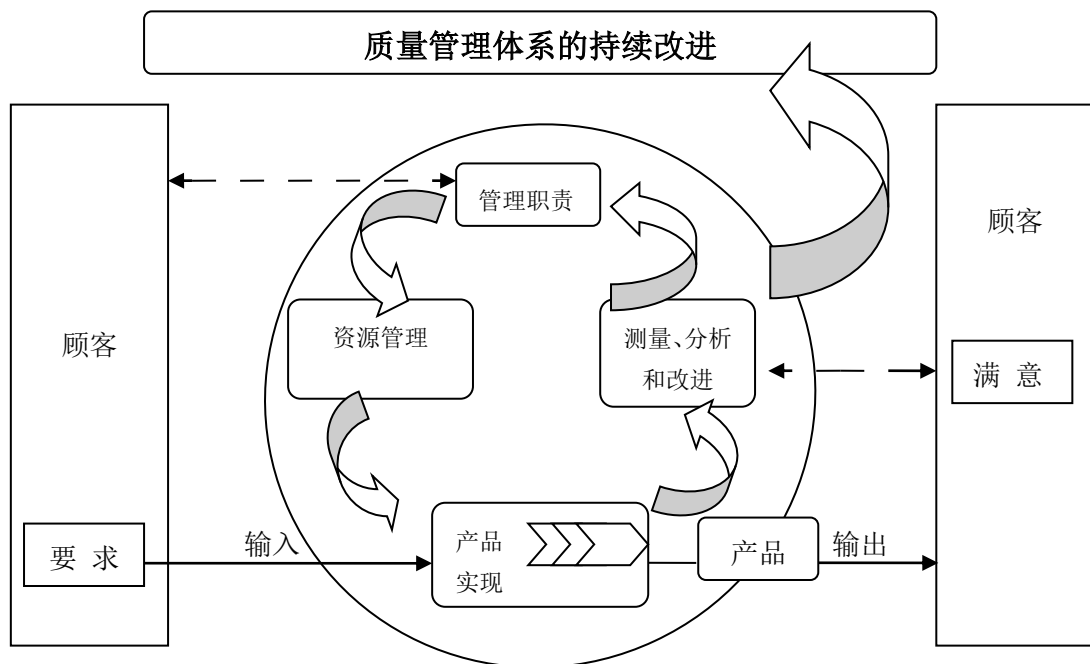 质量管理体系的持续改进
管理职责
顾客
顾客
资源管理
测量、分析
和改进
满 意
要 求
输入
产品
实现
产品
输出